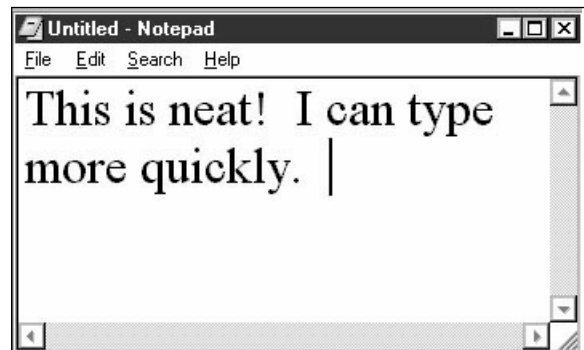 Untitled - Notepad
File Edit Search Help
This is neat!  I can type
more quickly.